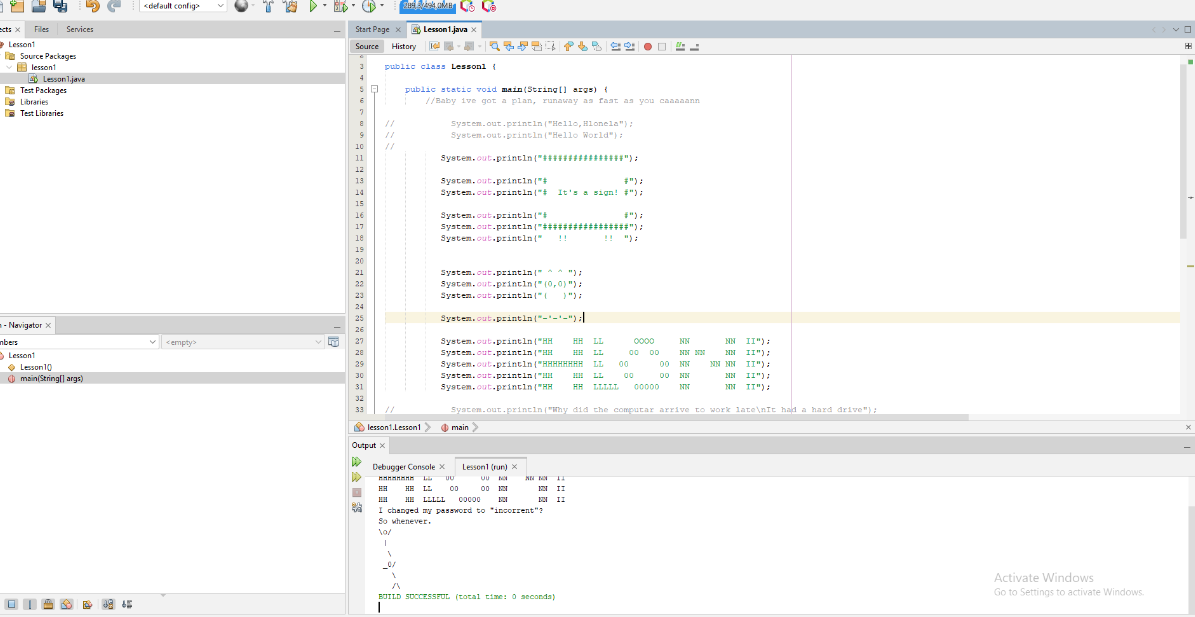 <default config>
289.8/494.0MB
ects
Files
Services
Start Page
Lesson1.java
Source
History
Lesson1
Source Packages
lesson1
Lesson1.java
Test Packages
Libraries
Test Libraries
3 public class Lesson1 {
4
5 public static void main(String[] args) {
6 //Baby ive got a plan, runaway as fast as you caaaaann
7
8 // System.out.println("Hello,Hlonela");
9 // System.out.println("Hello World");
10 //
11 System.out.println("################");
12
13 System.out.println("#               #");
14 System.out.println("#  It's a sign! #");
15
16 System.out.println("#               #");
17 System.out.println("#################");
18 System.out.println("   !!       !!  ");
19
20
21 System.out.println(" ^ ^ ");
22 System.out.println("(0,0)");
23 System.out.println("(   )");
24
25 System.out.println("-'-'-");
26
27 System.out.println("HH    HH  LL      OOOO     NN       NN  II");
28 System.out.println("HH    HH  LL     OO  OO    NN NN    NN  II");
29 System.out.println("HHHHHHHH  LL   OO      OO  NN    NN NN  II");
30 System.out.println("HH    HH  LL    OO     OO  NN       NN  II");
31 System.out.println("HH    HH  LLLLL   OOOOO    NN       NN  II");
32
33 // System.out.println("Why did the computar arrive to work late\nIt had a hard drive");
- Navigator
mbers
<empty>
Lesson1
Lesson1()
main(String[] args)
lesson1.Lesson1
main
Output
Debugger Console
Lesson1 (run)
HHHHHHHH  LL   OO      OO  NN    NN NN  II
HH    HH  LL    OO     OO  NN       NN  II
HH    HH  LLLLL   OOOOO    NN       NN  II
I changed my password to "incorrent"?
So whenever.
\o/
|
\
_O/
\
/\
BUILD SUCCESSFUL (total time: 0 seconds)
Activate Windows
Go to Settings to activate Windows.